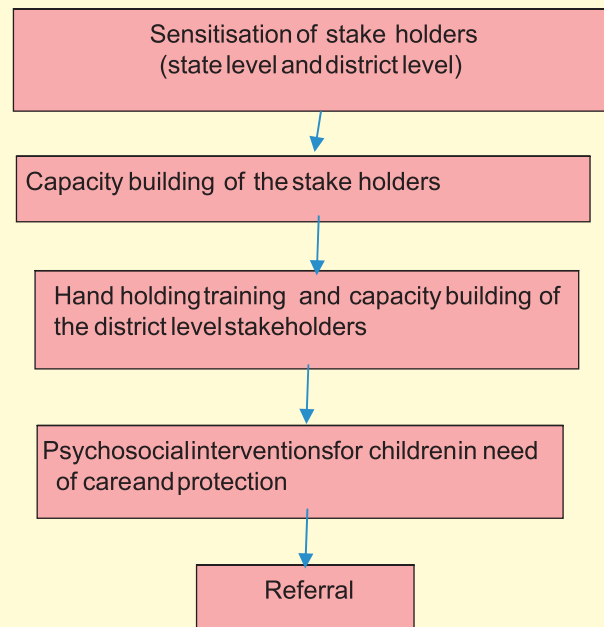 Sensitisation of stake holders
(state level and district level)
Capacity building of the stake holders
Hand holding training and capacity building of
the district level stakeholders
Psychosocial interventions for children in need
of care and protection
Referral